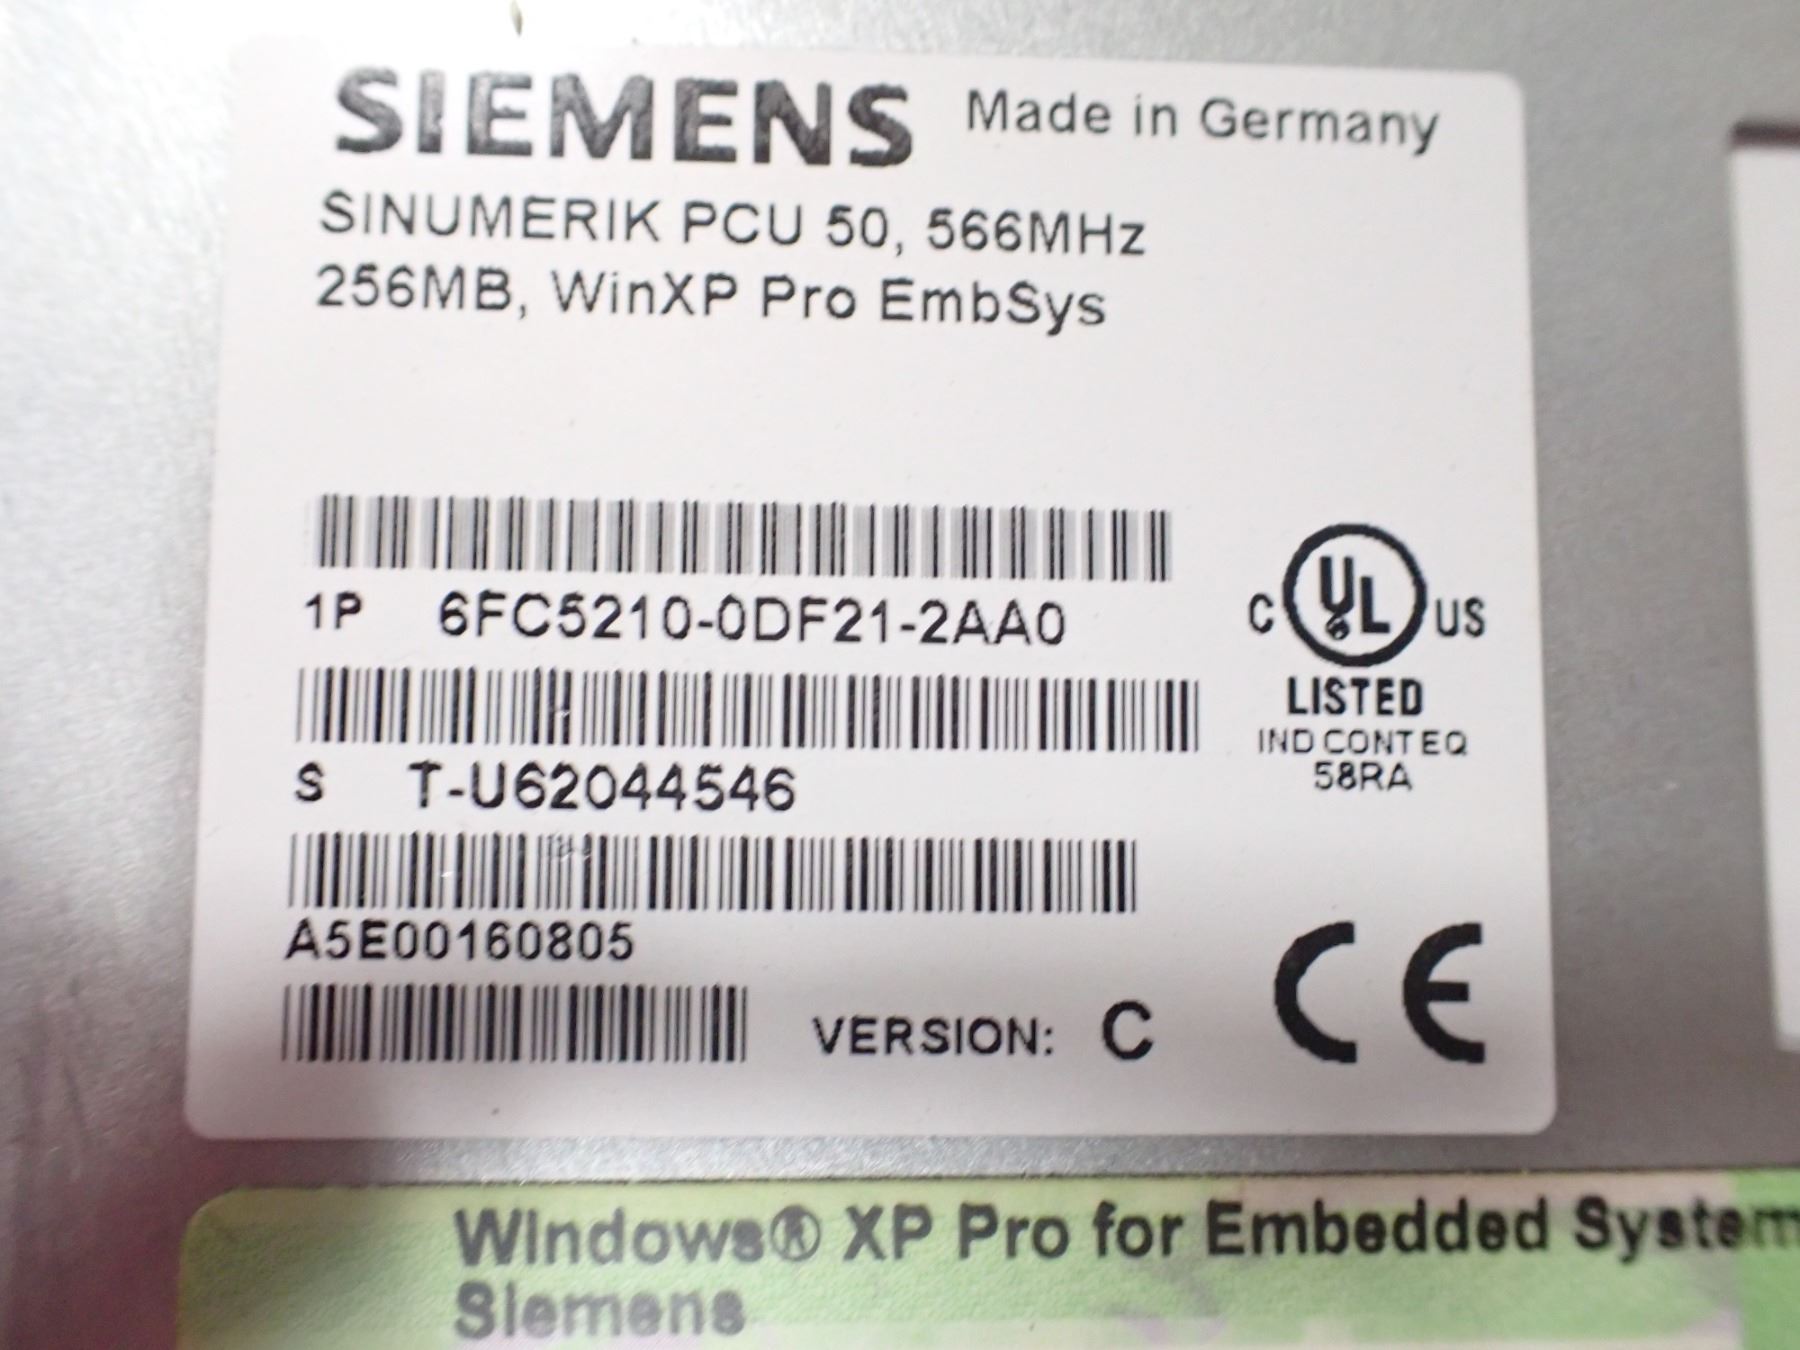 SIEMENS Made in Germany
SINUMERIK PCU 50, 566MHz
256MB, WinXP Pro EmbSys
1P 6FC5210-0DF21-2AA0
C UL US
LISTED
IND CONT EQ
58RA
S T-U62044546
A5E00160805
VERSION: C
CE
Windows® XP Pro for Embedded System
Siemens